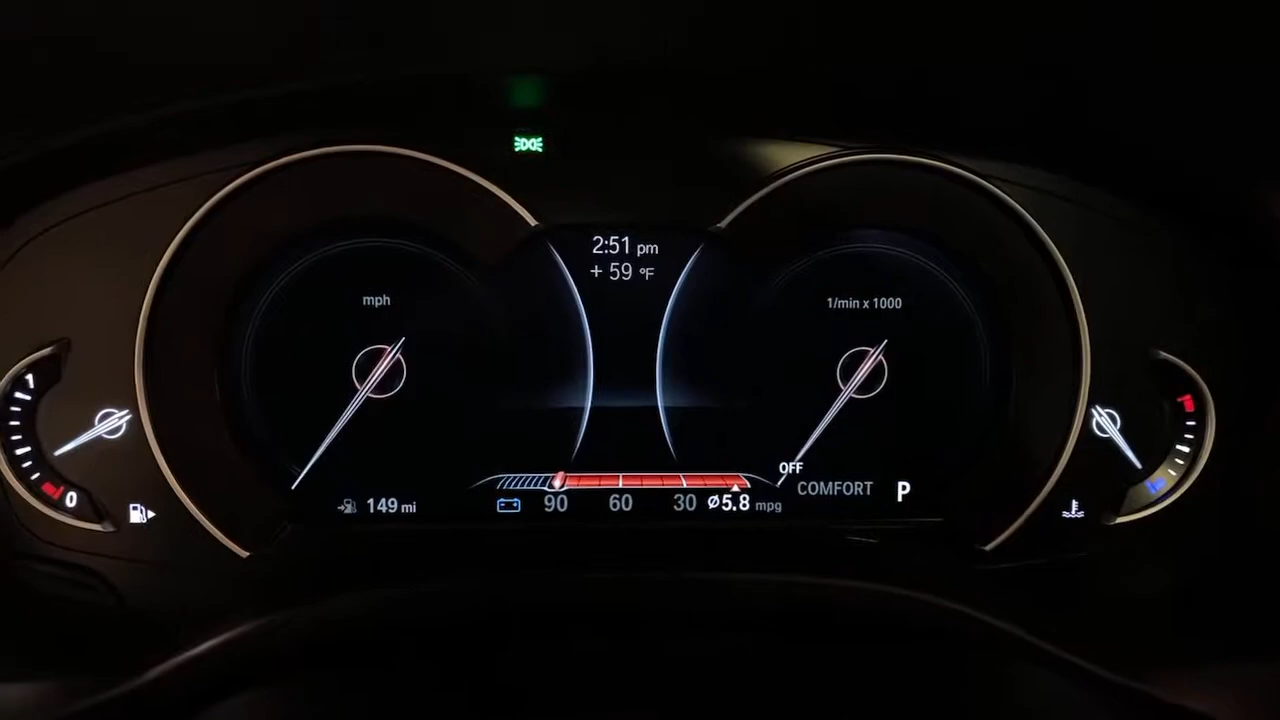 2:51 pm
+ 59 °F
mph
1/min x 1000
1
0
OFF
COMFORT P
149 mi
90 60 30 Ø5.8 mpg